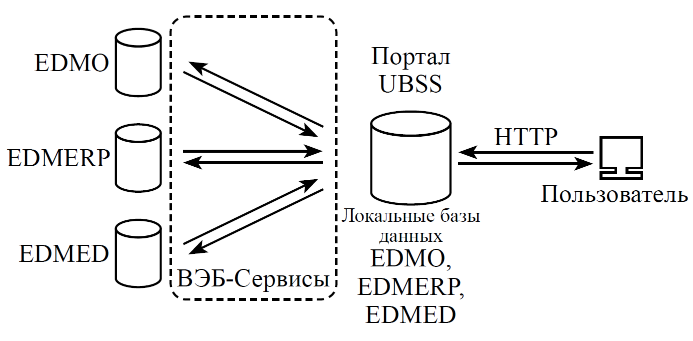 EDMO
EDMERP
EDMED
ВЭБ-Сервисы
Портал
UBSS
Локальные базы
данных
EDMO,
EDMERP,
EDMED
HTTP
Пользователь